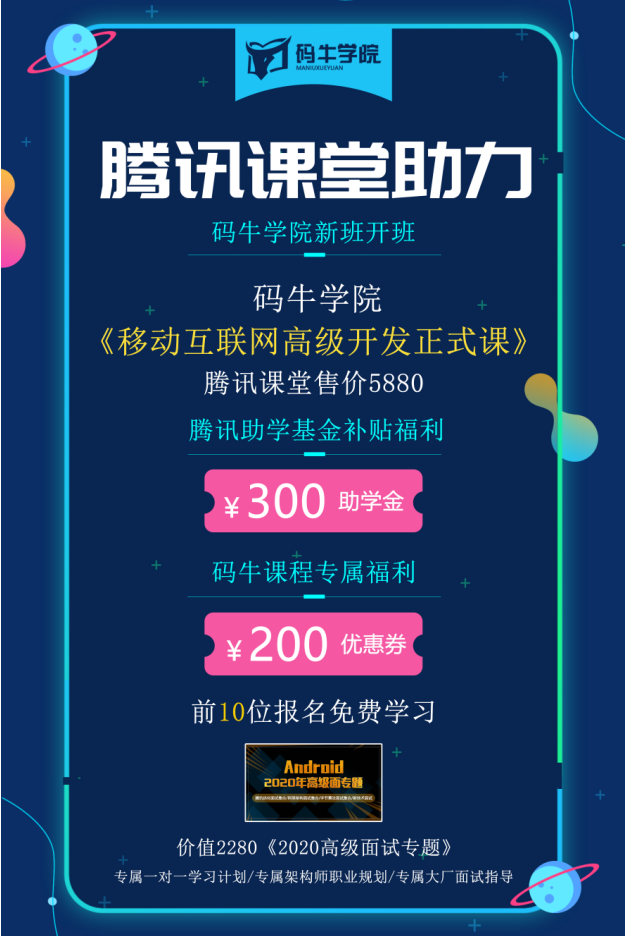 码牛学院
MANIUXUEYUAN
腾讯课堂助力
码牛学院新班开班
码牛学院
《移动互联网高级开发正式课》
腾讯课堂售价5880
腾讯助学基金补贴福利
¥300 助学金
码牛课程专属福利
¥200 优惠券
前10位报名免费学习
Android
2020年高级面专题
价值2280《2020高级面试专题》
专属一对一学习计划/专属架构师职业规划/专属大厂面试指导